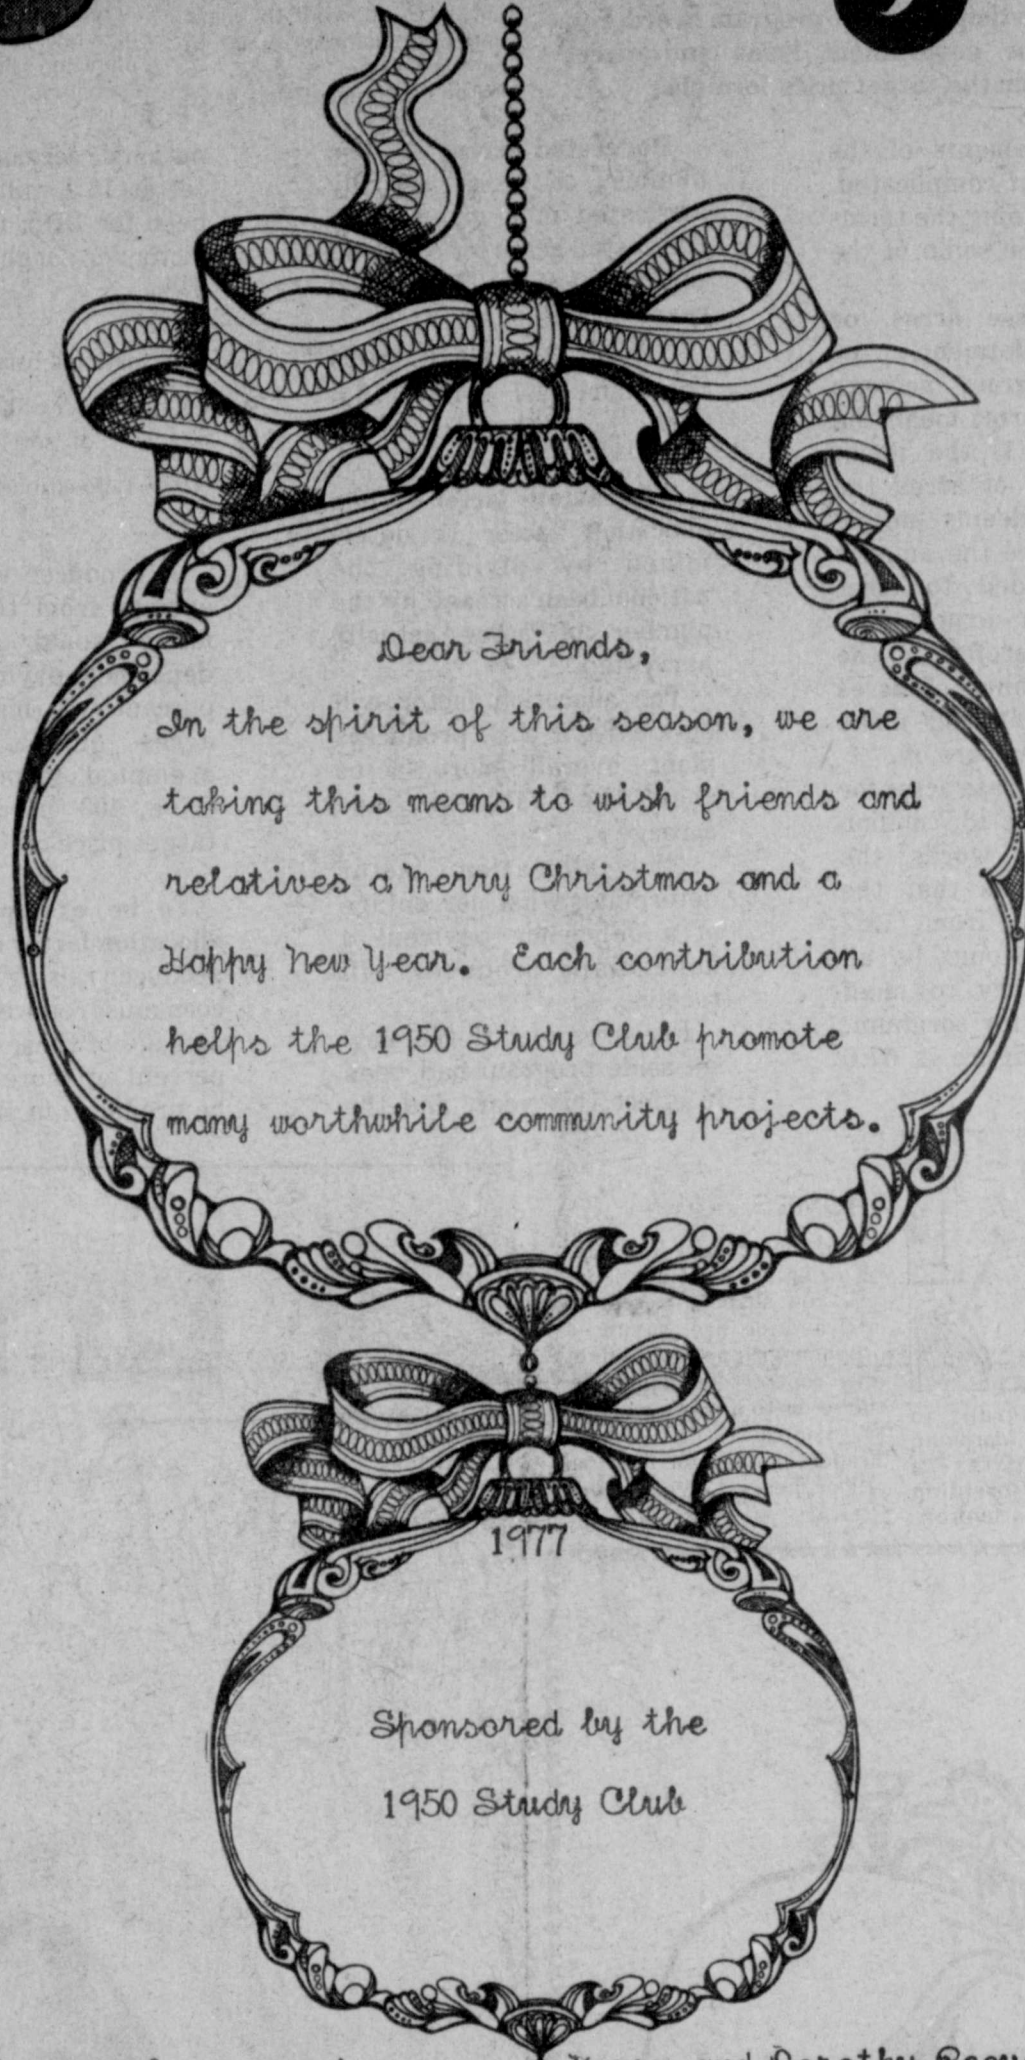 Dear Friends,
In the spirit of this season, we are
taking this means to wish friends and
relatives a Merry Christmas and a
Happy New Year. Each contribution
helps the 1950 Study Club promote
many worthwhile community projects.
1977
Sponsored by the
1950 Study Club
and Dorothy